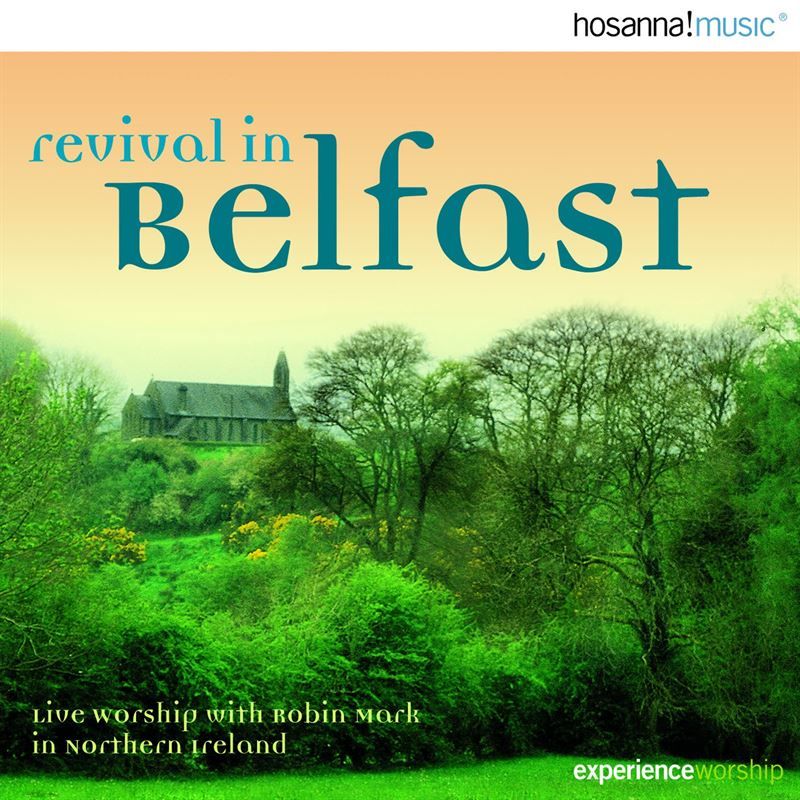 hosanna!music®
revival in
Belfast
Live worship with Robin Mark
in Northern Ireland
experienceworship